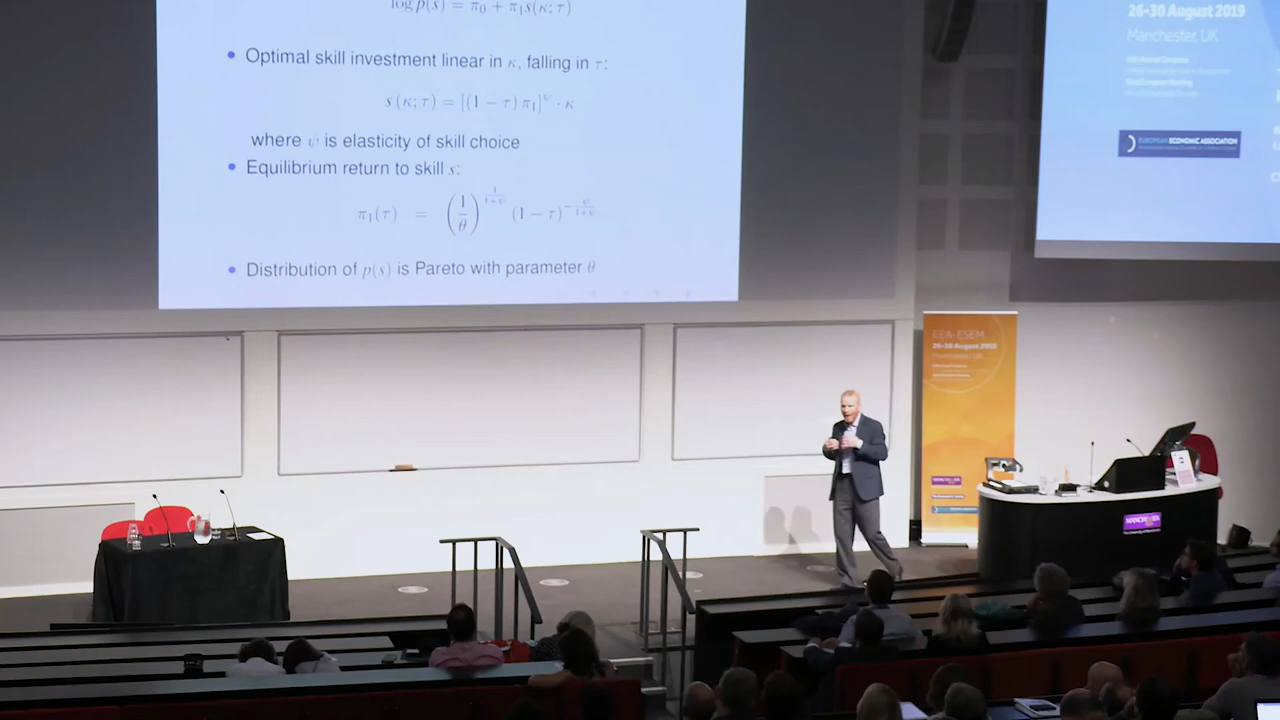 log p(s) = π₀ + π₁s(κ; τ)
• Optimal skill investment linear in κ, falling in τ:
s(κ; τ) = [(1 − τ) π₁]^ψ · κ
where ψ is elasticity of skill choice
• Equilibrium return to skill s:
π₁(τ) = (1/θ)^(1/(1+ψ)) (1 − τ)^(−ψ/(1+ψ))
• Distribution of p(s) is Pareto with parameter θ
26-30 August 2019
Manchester, UK
EUROPEAN ECONOMIC ASSOCIATION
EEA-ESEM
26-30 August 2019
Manchester, UK
MANCHESTER